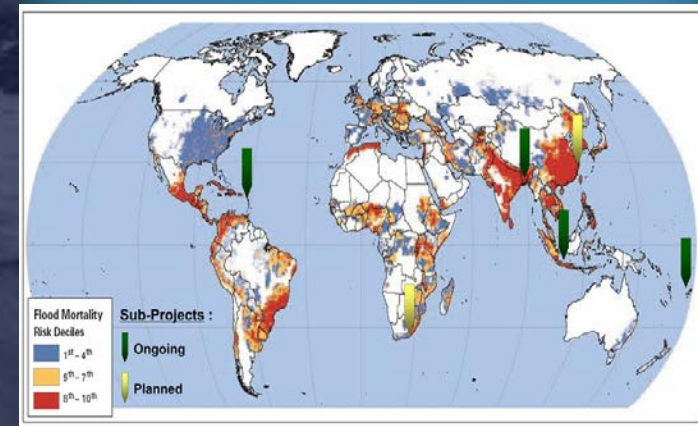 Flood Mortality
Risk Deciles
1st – 4th
5th – 7th
8th – 10th
Sub-Projects :
Ongoing
Planned